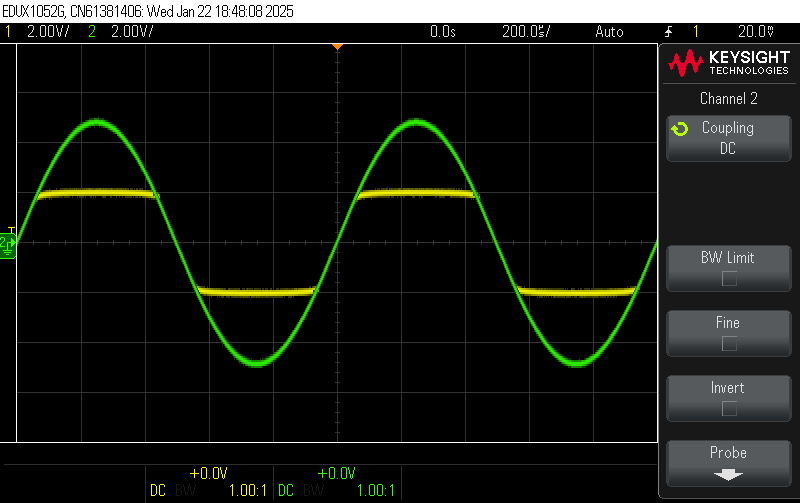 EDUX1052G, CN61381406: Wed Jan 22 18:48:08 2025
1 2.00V/ 2 2.00V/ 0.0s 200.0us/ Auto 1 20.0mV
KEYSIGHT
TECHNOLOGIES
Channel 2
Coupling
DC
T
2
BW Limit
Fine
Invert
Probe
+0.0V +0.0V
DC BW 1.00:1 DC BW 1.00:1